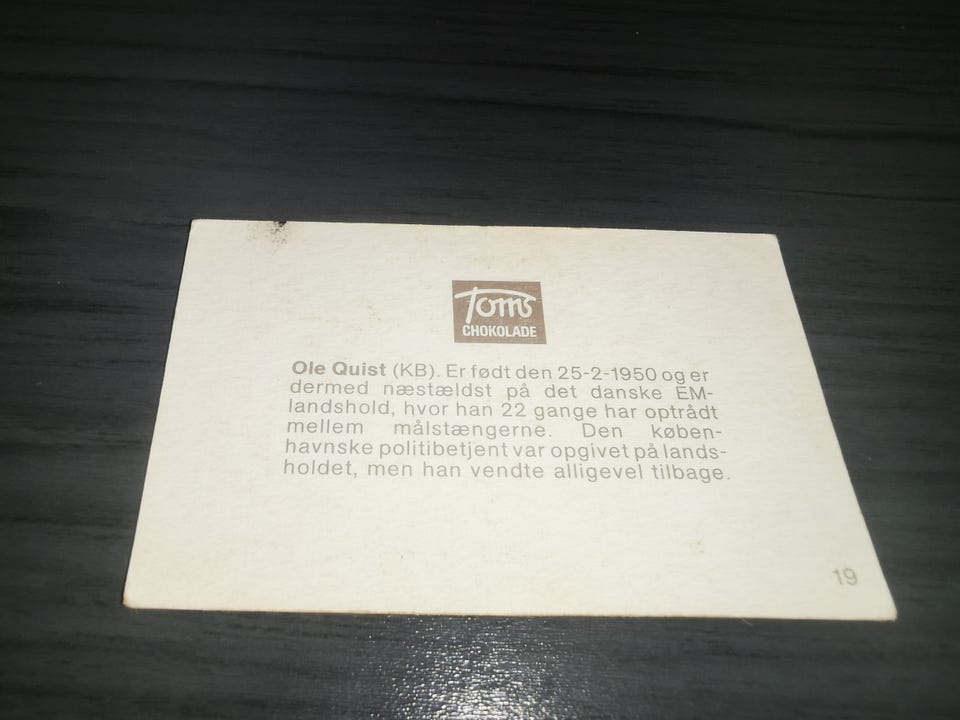 Toms
CHOKOLADE
Ole Quist (KB). Er født den 25-2-1950 og er
dermed næstældst på det danske EM-
landshold, hvor han 22 gange har optrådt
mellem målstængerne. Den køben-
havnske politibetjent var opgivet på lands-
holdet, men han vendte alligevel tilbage.
19